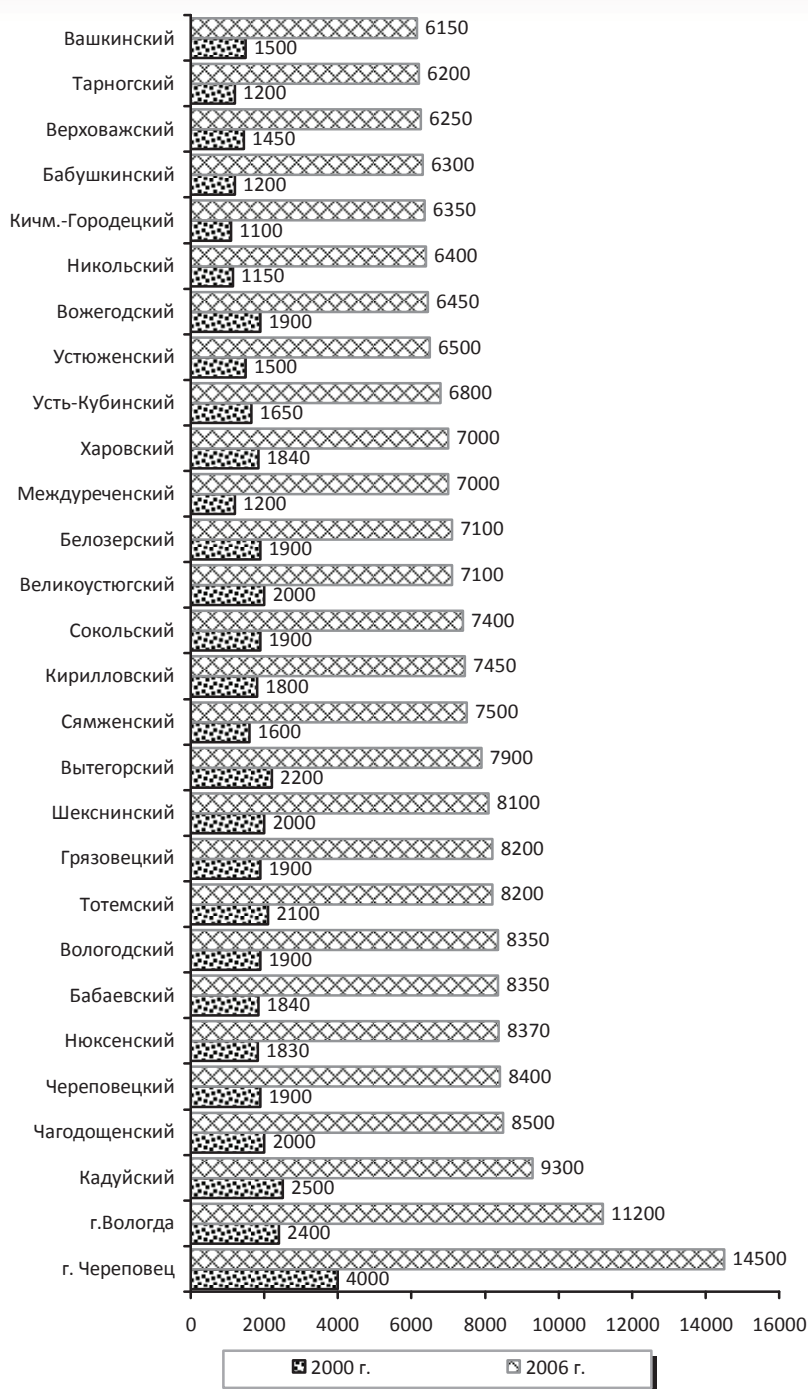 Вашкинский 6150
1500
Тарногский 6200
1200
Верховажский 6250
1450
Бабушкинский 6300
1200
Кичм.-Городецкий 6350
1100
Никольский 6400
1150
Вожегодский 6450
1900
Устюженский 6500
1500
Усть-Кубинский 6800
1650
Харовский 7000
1840
Междуреченский 7000
1200
Белозерский 7100
1900
Великоустюгский 7100
2000
Сокольский 7400
1900
Кирилловский 7450
1800
Сямженский 7500
1600
Вытегорский 7900
2200
Шекснинский 8100
2000
Грязовецкий 8200
1900
Тотемский 8200
2100
Вологодский 8350
1900
Бабаевский 8350
1840
Нюксенский 8370
1830
Череповецкий 8400
1900
Чагодощенский 8500
2000
Кадуйский 9300
2500
г.Вологда 11200
2400
г. Череповец 14500
4000
0 2000 4000 6000 8000 10000 12000 14000 16000
2000 г. 2006 г.